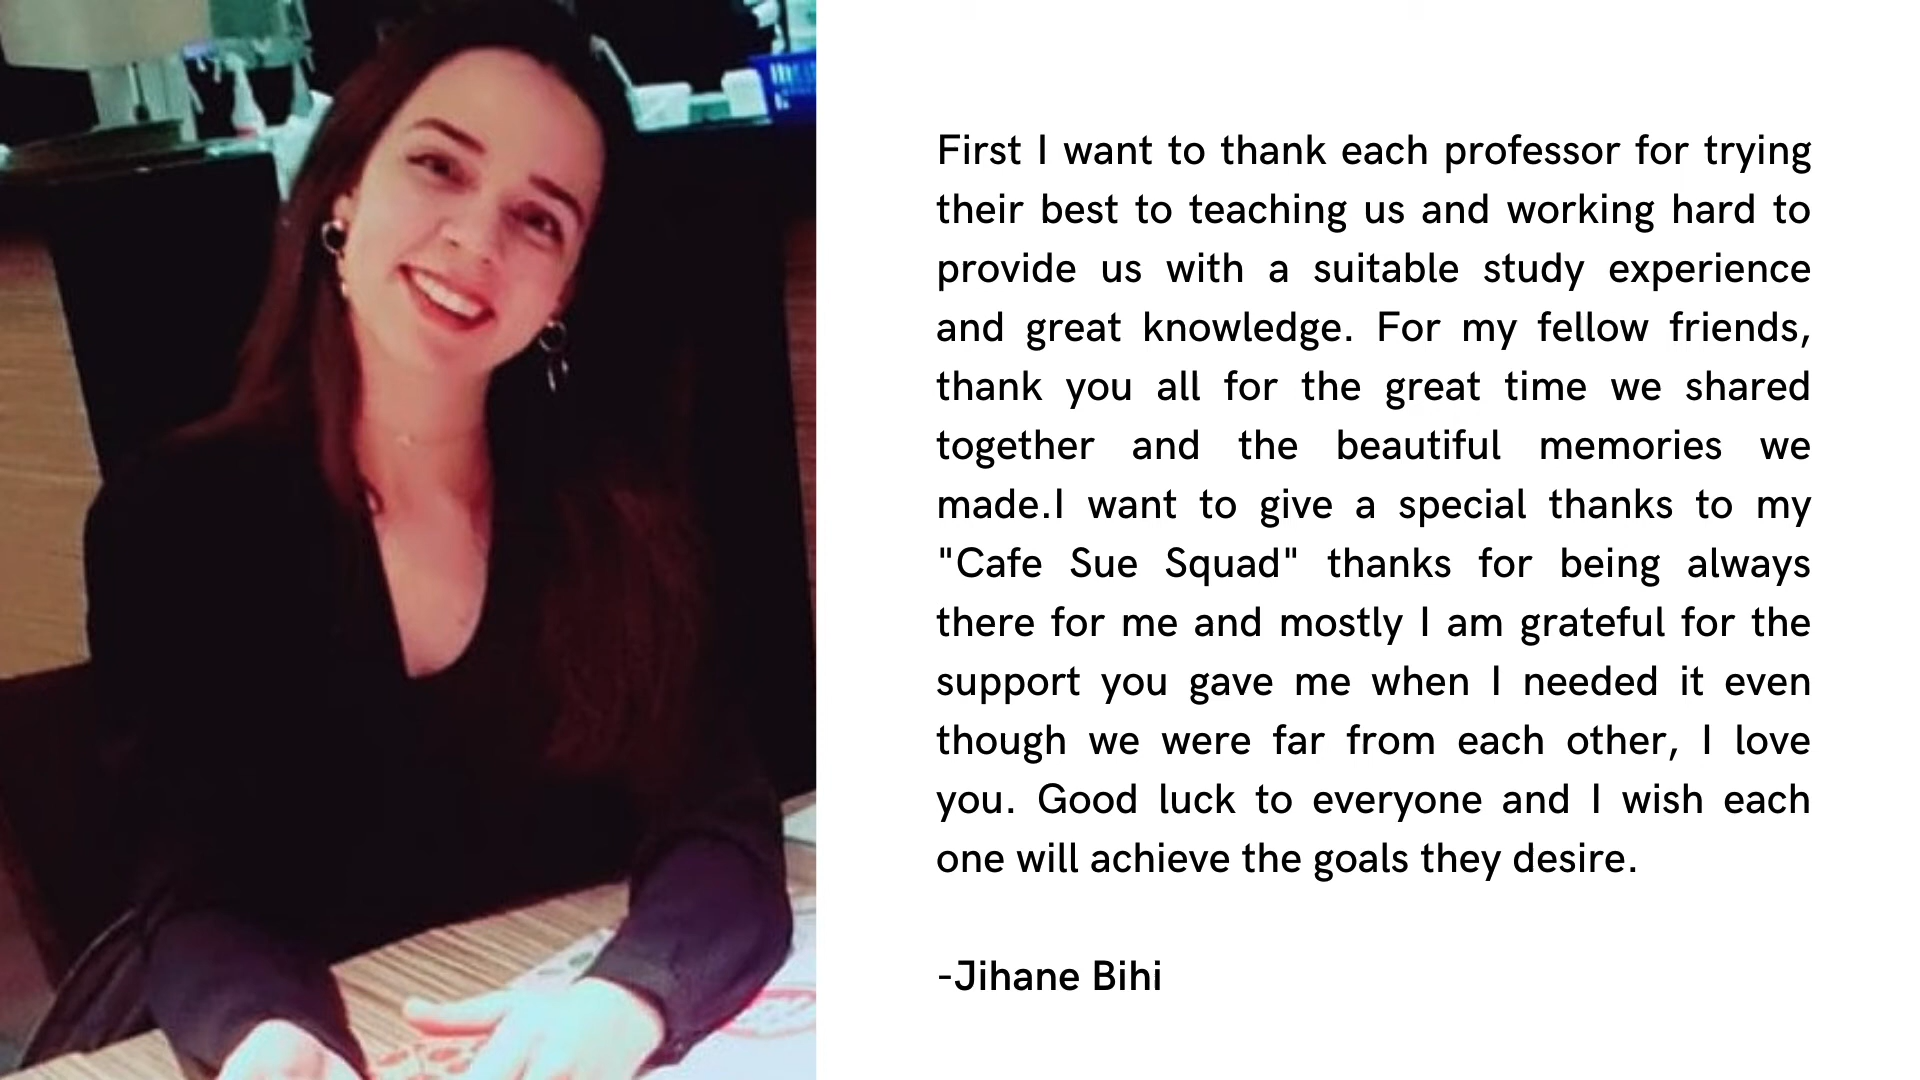 First I want to thank each professor for trying
their best to teaching us and working hard to
provide us with a suitable study experience
and great knowledge. For my fellow friends,
thank you all for the great time we shared
together and the beautiful memories we
made.I want to give a special thanks to my
"Cafe Sue Squad" thanks for being always
there for me and mostly I am grateful for the
support you gave me when I needed it even
though we were far from each other, I love
you. Good luck to everyone and I wish each
one will achieve the goals they desire.
-Jihane Bihi